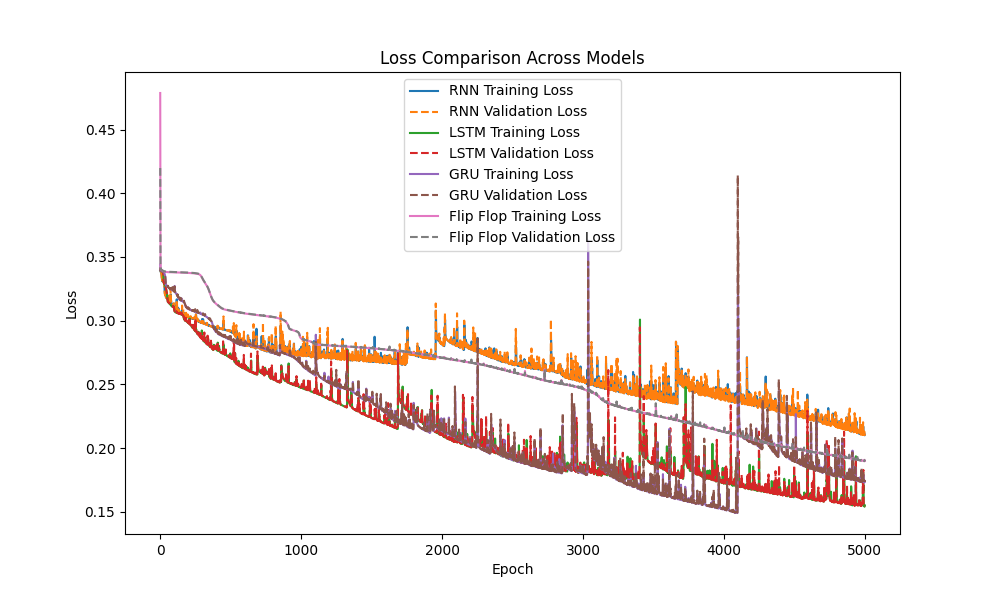 Loss Comparison Across Models
RNN Training Loss
RNN Validation Loss
LSTM Training Loss
LSTM Validation Loss
GRU Training Loss
GRU Validation Loss
Flip Flop Training Loss
Flip Flop Validation Loss
Loss
0.45
0.40
0.35
0.30
0.25
0.20
0.15
0 1000 2000 3000 4000 5000
Epoch